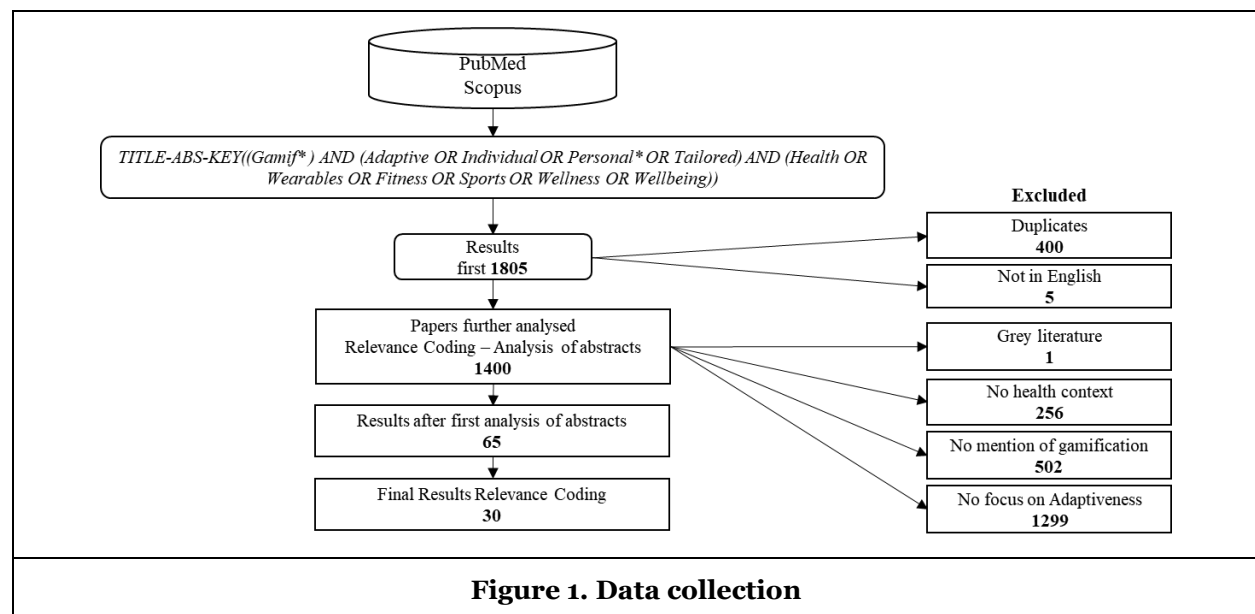 PubMed
Scopus
TITLE-ABS-KEY((Gamif*) AND (Adaptive OR Individual OR Personal* OR Tailored) AND (Health OR
Wearables OR Fitness OR Sports OR Wellness OR Wellbeing))
Results
first 1805
Papers further analysed
Relevance Coding – Analysis of abstracts
1400
Results after first analysis of abstracts
65
Final Results Relevance Coding
30
Excluded
Duplicates
400
Not in English
5
Grey literature
1
No health context
256
No mention of gamification
502
No focus on Adaptiveness
1299
Figure 1. Data collection